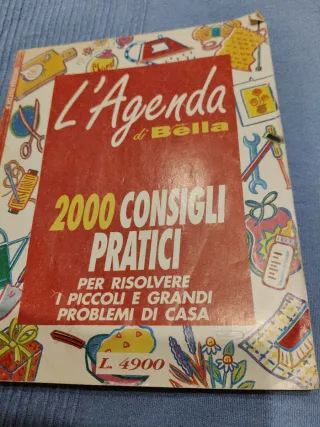 L'Agenda
di Bella
2000 CONSIGLI
PRATICI
PER RISOLVERE
I PICCOLI E GRANDI
PROBLEMI DI CASA
L. 4900